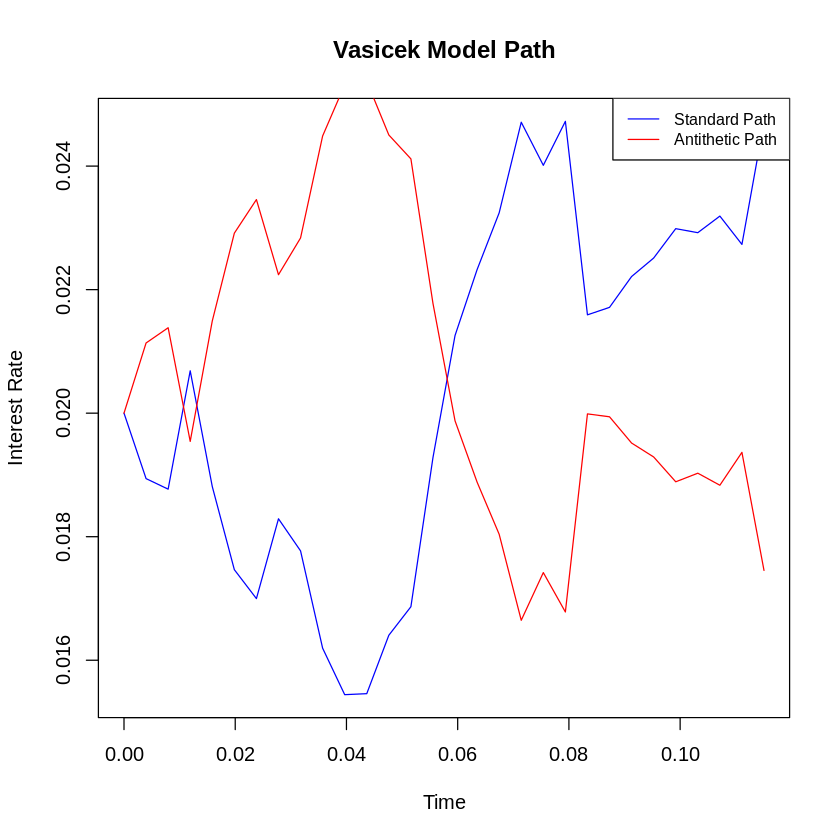 Vasicek Model Path
Standard Path
Antithetic Path
0.024
0.022
0.020
0.018
0.016
Interest Rate
0.00 0.02 0.04 0.06 0.08 0.10
Time